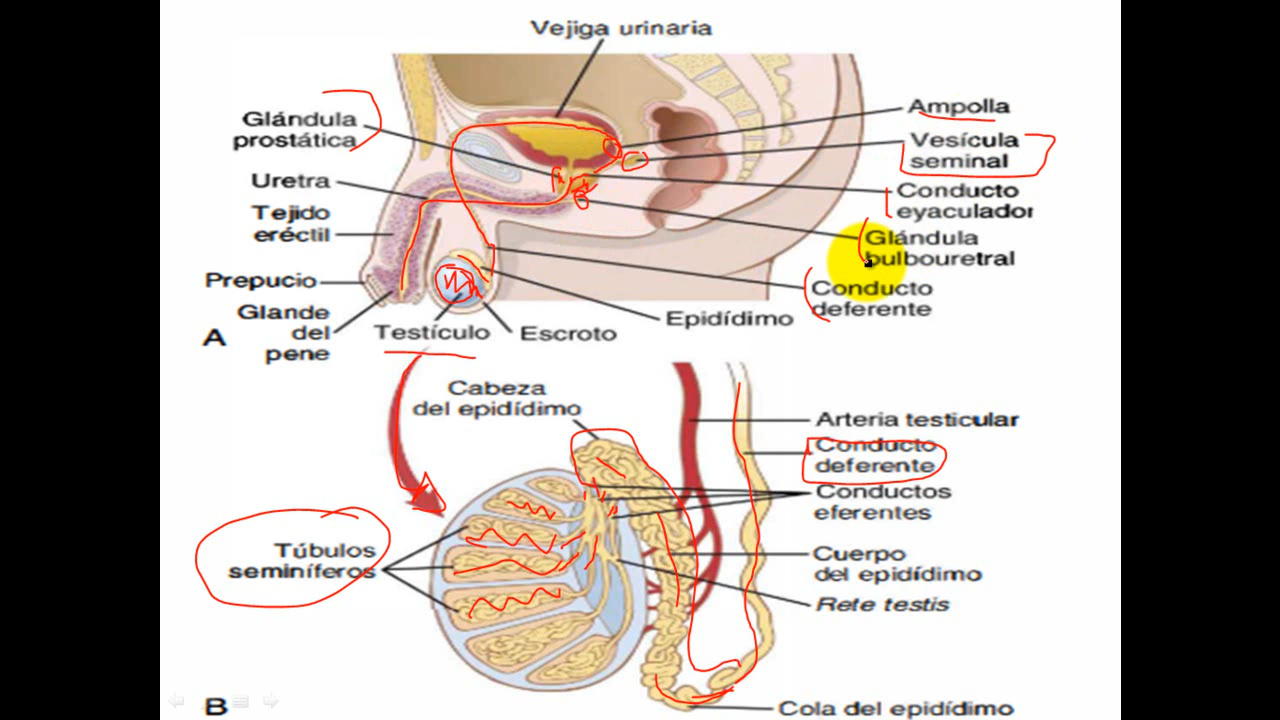 Vejiga urinaria
Glándula
prostática
Uretra
Tejido
eréctil
Prepucio
Glande
del
pene
Testículo
Escroto
Epidídimo
Ampolla
Vesícula
seminal
Conducto
eyaculador
Glándula
bulbouretral
Conducto
deferente
A
Cabeza
del epidídimo
Arteria testicular
Conducto
deferente
Conductos
eferentes
Túbulos
seminíferos
Cuerpo
del epidídimo
Rete testis
Cola del epidídimo
B